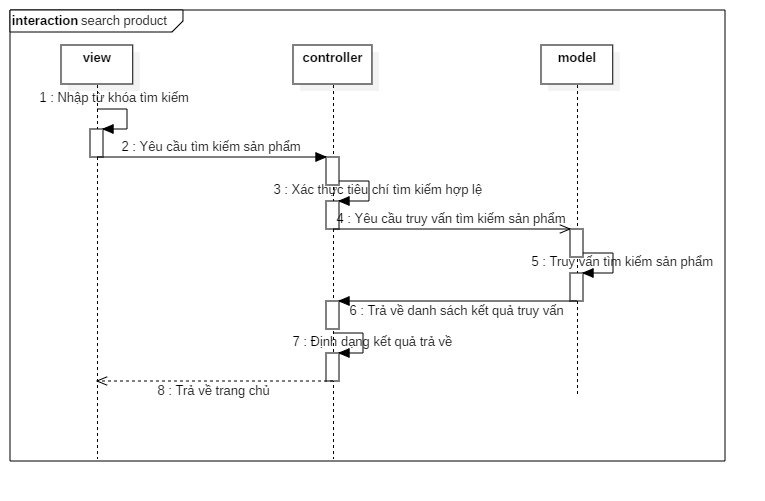 interaction search product
view
controller
model
1 : Nhập từ khóa tìm kiếm
2 : Yêu cầu tìm kiếm sản phẩm
3 : Xác thực tiêu chí tìm kiếm hợp lệ
4 : Yêu cầu truy vấn tìm kiếm sản phẩm
5 : Truy vấn tìm kiếm sản phẩm
6 : Trả về danh sách kết quả truy vấn
7 : Định dạng kết quả trả về
8 : Trả về trang chủ